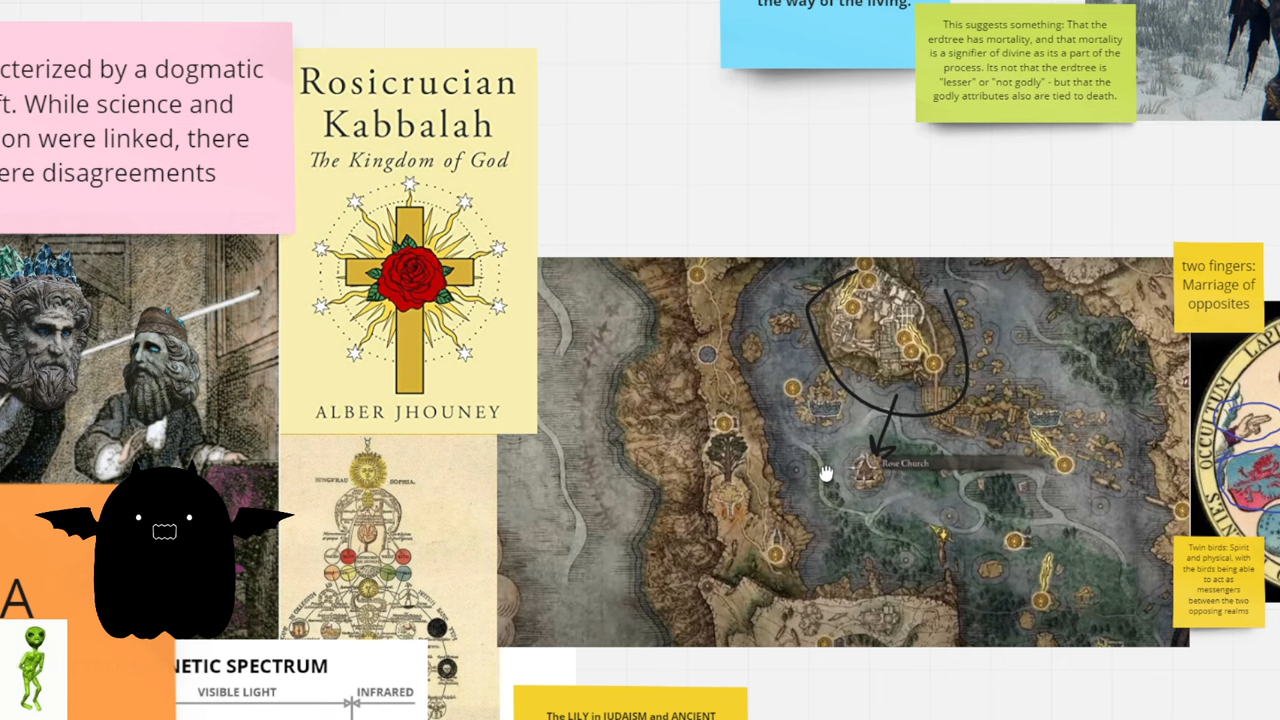 the way of the living.
This suggests something: That the
erdtree has mortality, and that mortality
is a signifier of divine as its a part of the
process. Its not that the erdtree is
"lesser" or "not godly" - but that the
godly attributes also are tied to death.
cterized by a dogmatic
ft. While science and
on were linked, there
ere disagreements
Rosicrucian
Kabbalah
The Kingdom of God
ALBER JHOUNEY
two fingers:
Marriage of
opposites
Rose Church
OCCULTUM
LAPI
Twin birds: Spirit
and physical, with
the birds being able
to act as
messengers
between the two
opposing realms
JUNGFRAU
SOPHIA.
A
NETIC SPECTRUM
VISIBLE LIGHT
INFRARED
The LILY in JUDAISM and ANCIENT